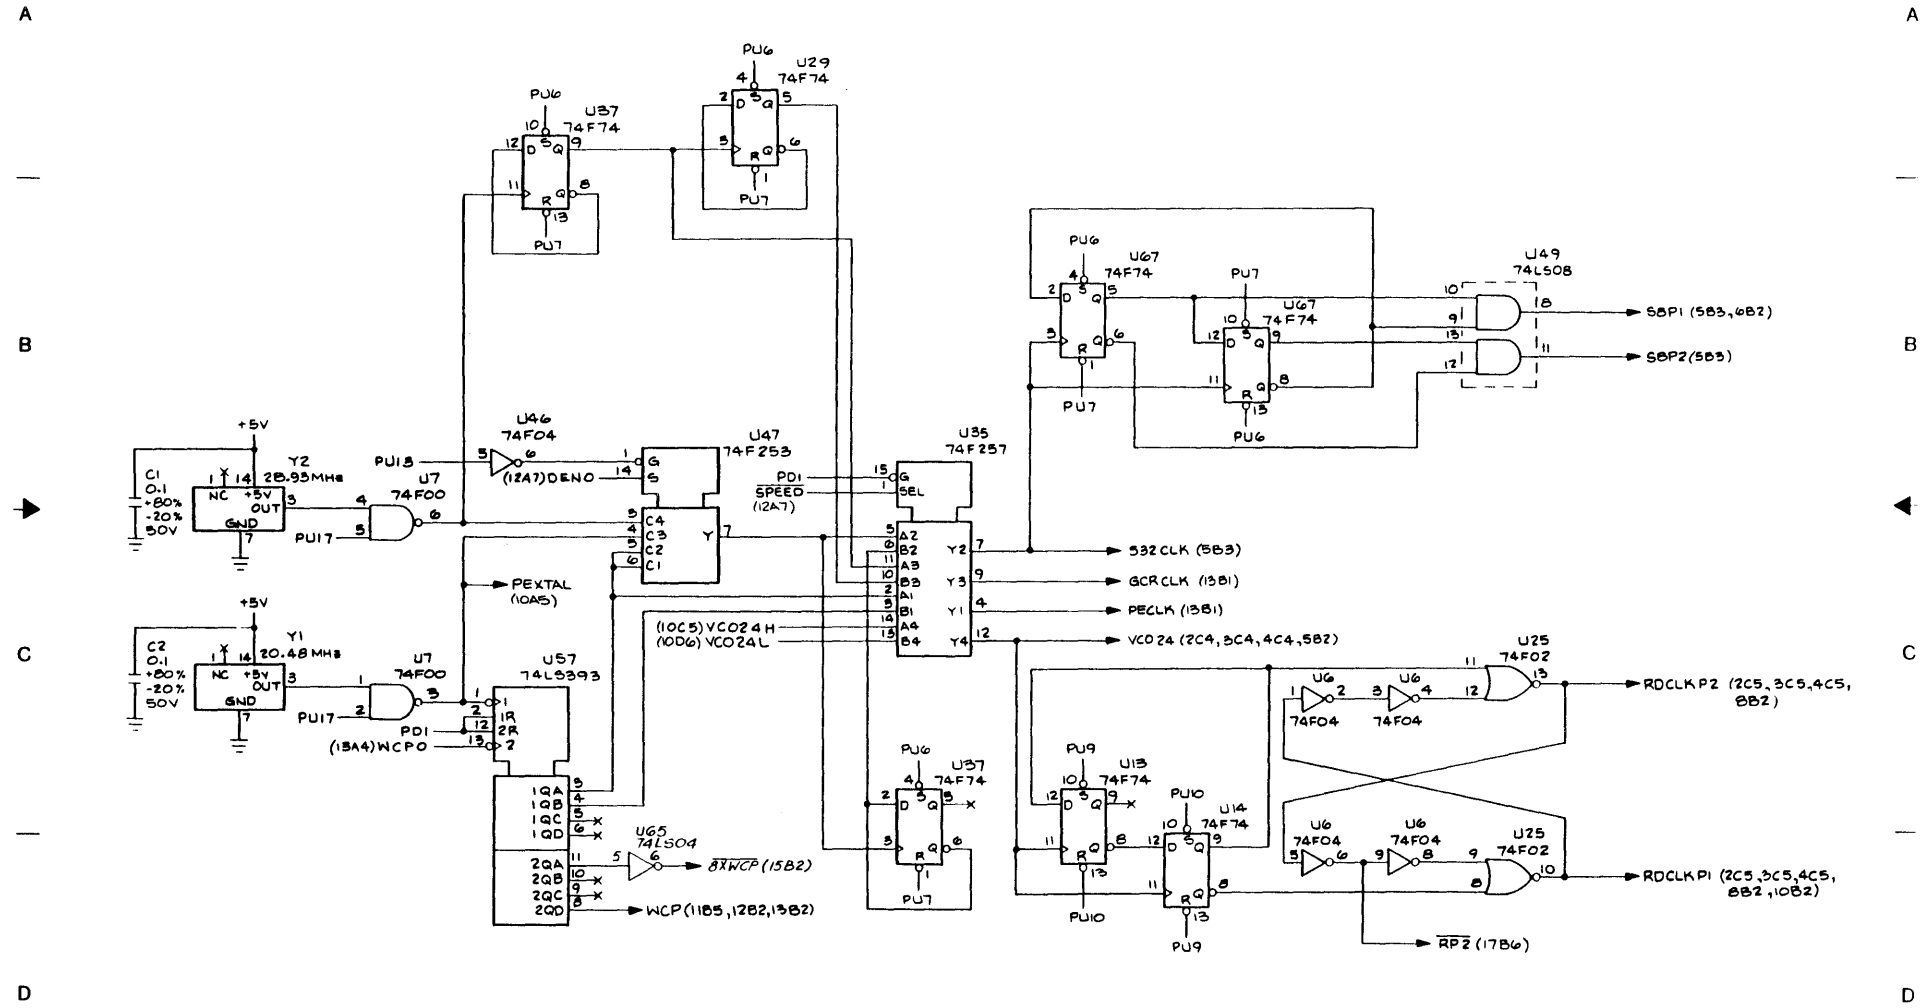 A A
PU6
4 U29
74F74
2 D S Q 5
3 Q 6
R
1
PU7
PU6
10 U37
74F74
12 D S Q 9
11 Q 8
R
13
PU7
B B
PU6
4 U67
74F74
2 D S Q 5
3 Q 6
R
1
PU7
PU7
10 U67
74F74
12 D S Q 9
11 R Q 8
13
PU6
U49
74LS08
10
9
8
SBP1 (5B3,6B2)
13
12
11
SBP2 (5B3)
+5V
C1
0.1
+80%
-20%
50V
Y2
28.93MHz
1 14
NC +5V
OUT 3
GND
7
PU17
U7
74F00
4
5
6
PU13
U46
74F04
5 6
(12A7)DENO
U47
74F253
1 G
14 S
3 C4
4 C3
5 C2
6 C1
Y 7
PD1
SPEED
(12A7)
U35
74F257
15 G
1 SEL
5 A2
6 B2
11 A3
10 B3
2 A1
3 B1
14 A4
13 B4
Y2 7
Y3 9
Y1 4
Y4 12
S32CLK (5B3)
GCRCLK (13B1)
PECLK (13B1)
VCO24 (2C4,3C4,4C4,5B2)
(10C5)VCO24H
(10D6)VCO24L
PEXTAL
(10A5)
C C
+5V
C2
0.1
+80%
-20%
50V
Y1
20.48MHz
1 14
NC +5V
OUT 3
GND
7
PU17
U7
74F00
1
2
3
U57
74LS393
1 1
2 1R
12 2R
13 2
PD1
(13A4)WCPO
1QA 3
1QB 4
1QC 5
1QD 6
2QA 11
2QB 10
2QC 9
2QD 8
U65
74LS04
5 6
8XWCP (15B2)
WCP (11B5,12B2,13B2)
PU6
4 U37
74F74
2 D S Q 5
3 Q 6
R
1
PU7
PU9
10 U13
74F74
12 D S Q 9
11 Q 8
R
13
PU10
PU10
10 U14
74F74
12 D S Q 9
11 Q 8
R
13
PU9
U6
1 2
74F04
U6
3 4
74F04
U25
74F02
11
12
13
RDCLKP2 (2C5,3C5,4C5,
8B2)
U6
74F04
5 6
U6
74F04
9 8
U25
74F02
9
8
10
RDCLKP1 (2C5,3C5,4C5,
8B2,10B2)
RP2 (17B6)
D D